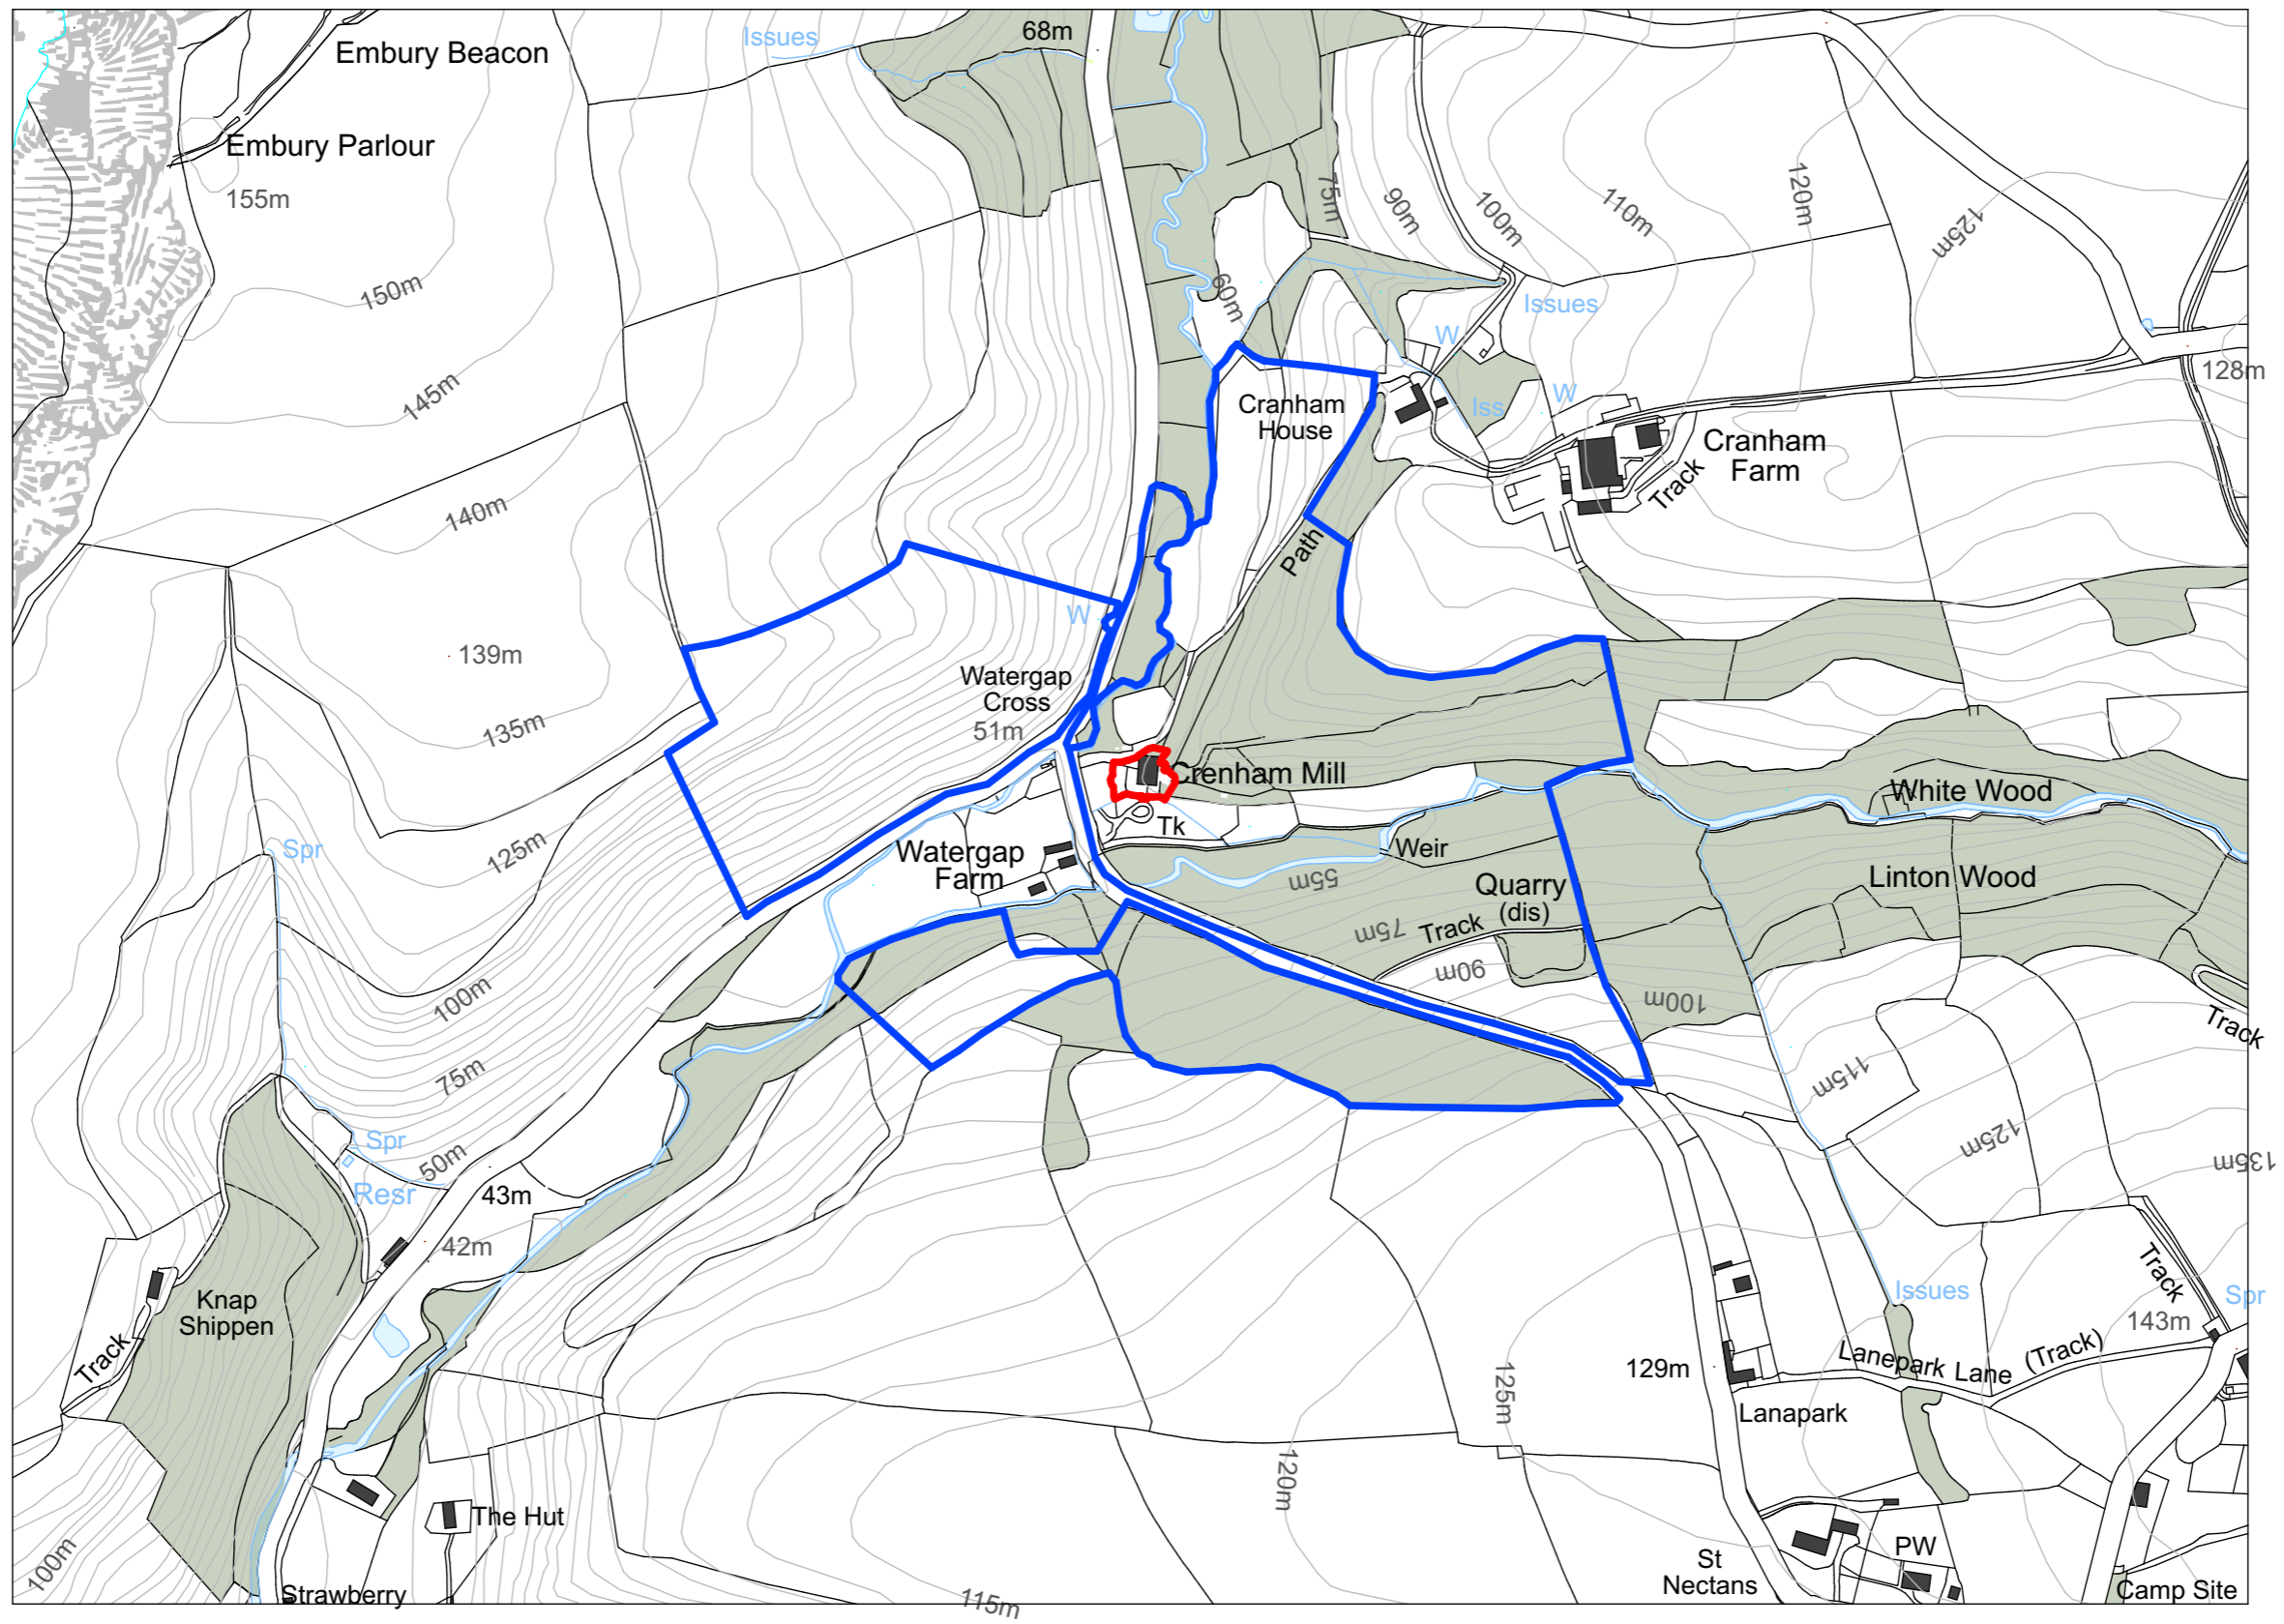 Embury Beacon
Issues
68m
Embury Parlour
155m
75m
90m
100m
110m
120m
125m
150m
60m
Issues
W
128m
145m
Cranham
House
Iss
W
Cranham
Farm
Track
140m
Path
W
139m
Watergap
Cross
51m
135m
Crenham Mill
White Wood
Tk
125m
Spr
Watergap
Farm
Weir
55m
Quarry
(dis)
Linton Wood
75m
Track
90m
100m
100m
Track
75m
115m
125m
135m
Spr
50m
Resr
43m
42m
Knap
Shippen
Track
Issues
Track
Spr
143m
129m
Lanepark Lane
(Track)
125m
Lanapark
120m
The Hut
PW
St
Nectans
100m
Strawberry
115m
Camp Site